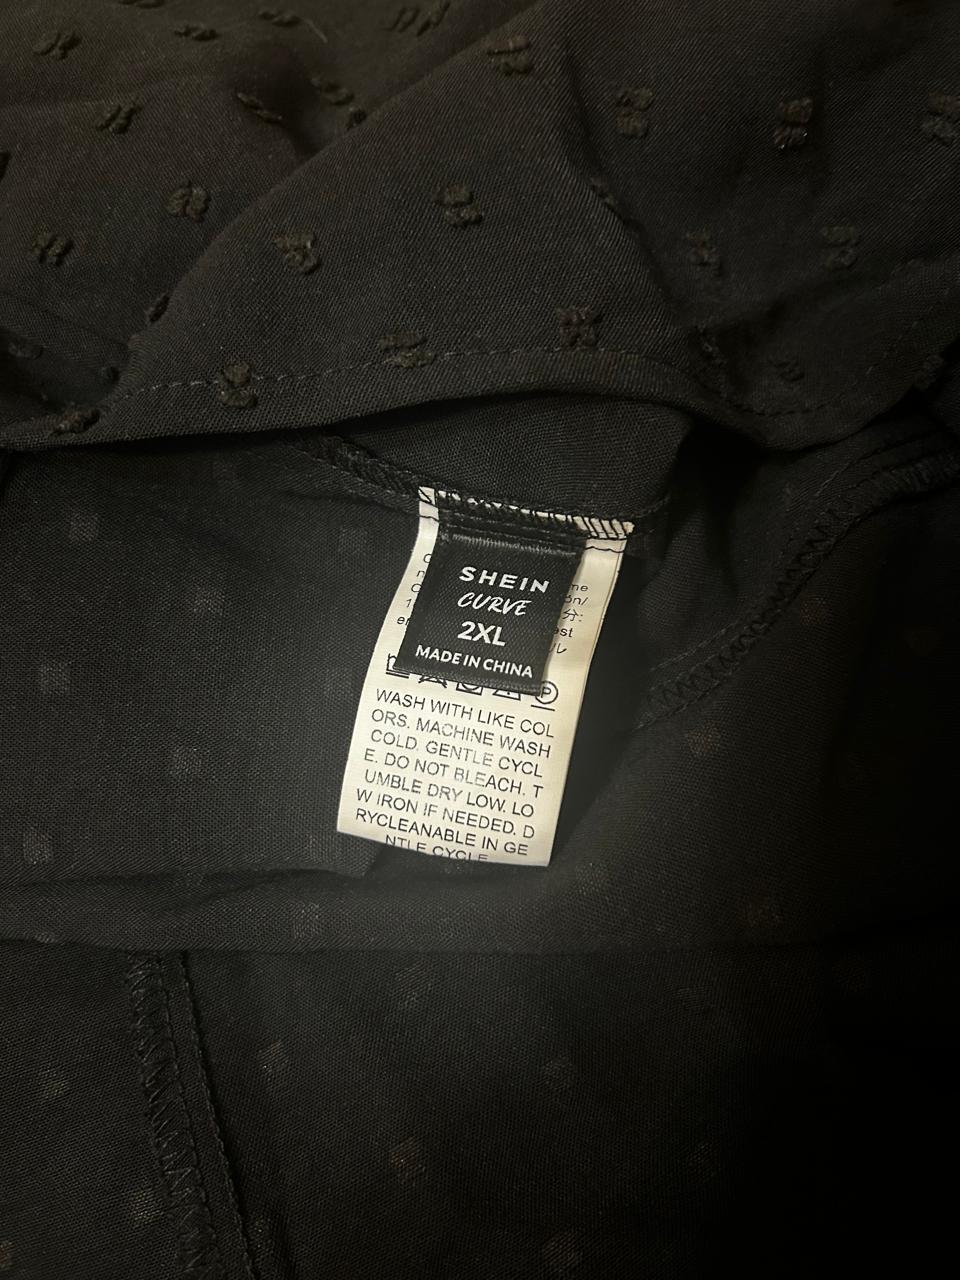 SHEIN
CURVE
2XL
MADE IN CHINA
WASH WITH LIKE COL
ORS. MACHINE WASH
COLD. GENTLE CYCL
E. DO NOT BLEACH. T
UMBLE DRY LOW. LO
W IRON IF NEEDED. D
RYCLEANABLE IN GE
NTLE CYCLE